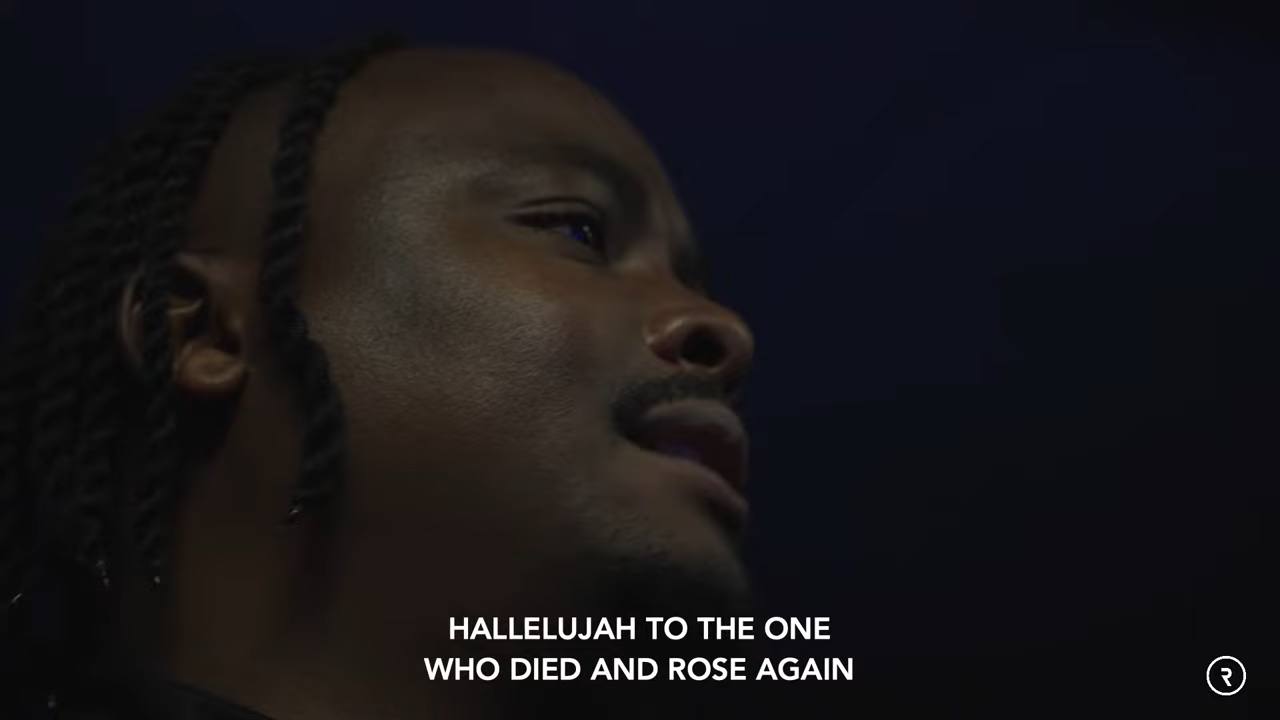 HALLELUJAH TO THE ONE
WHO DIED AND ROSE AGAIN
R